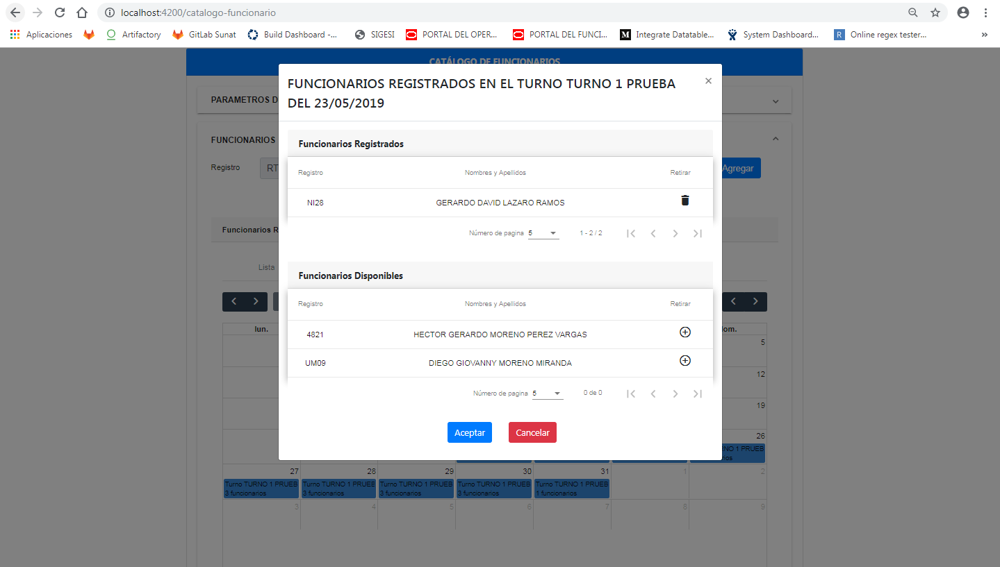 localhost:4200/catalogo-funcionario
Aplicaciones
Artifactory
GitLab Sunat
Build Dashboard -...
SIGESI
PORTAL DEL OPER...
PORTAL DEL FUNCI...
M
Integrate Datatable...
System Dashboard...
R
Online regex tester...
»
CATÁLOGO DE FUNCIONARIOS
PARAMETROS D
FUNCIONARIOS
Registro
RT
Agregar
Funcionarios R
Lista
FUNCIONARIOS REGISTRADOS EN EL TURNO TURNO 1 PRUEBA
DEL 23/05/2019
×
Funcionarios Registrados
Registro Nombres y Apellidos Retirar
NI28 GERARDO DAVID LAZARO RAMOS
Número de pagina 5 1 - 2 / 2
Funcionarios Disponibles
Registro Nombres y Apellidos Retirar
4821 HECTOR GERARDO MORENO PEREZ VARGAS
UM09 DIEGO GIOVANNY MORENO MIRANDA
Número de pagina 5 0 de 0
Aceptar Cancelar
lun. om.
5
12
19
26
NO 1 PRUEB
ios
27 28 29 30 31 1 2
Turno TURNO 1 PRUEB Turno TURNO 1 PRUEB Turno TURNO 1 PRUEB Turno TURNO 1 PRUEB Turno TURNO 1 PRUEB
3 funcionarios 3 funcionarios 3 funcionarios 3 funcionarios 1 funcionarios
3 4 5 6 7 8 9